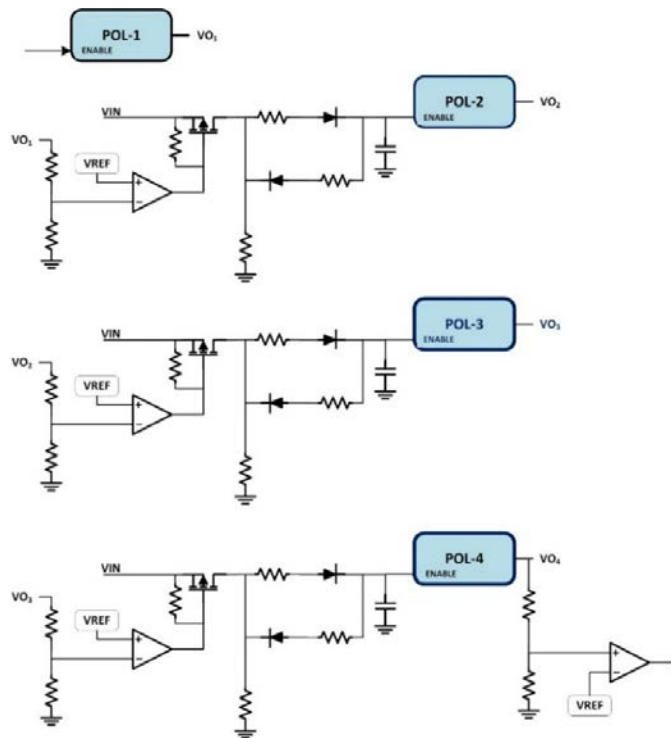 POL-1
VO₁
ENABLE
POL-2
VO₂
ENABLE
VIN
VO₁
VREF
+
−
POL-3
VO₃
ENABLE
VIN
VO₂
VREF
+
−
POL-4
VO₄
ENABLE
VIN
VO₃
VREF
+
−
+
−
VREF